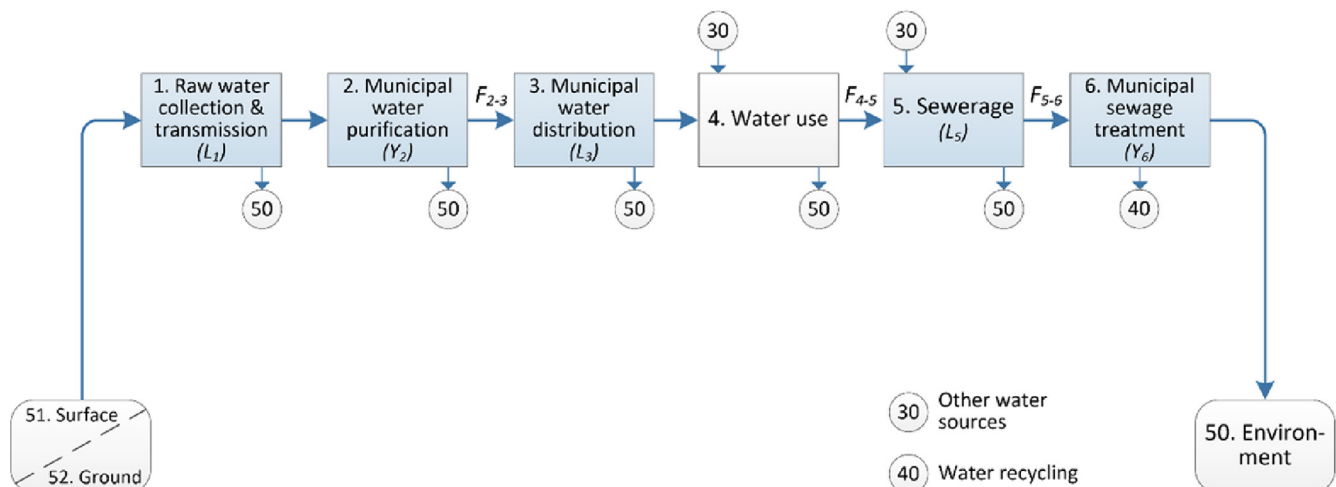 30
30
1. Raw water
collection &
transmission
(L₁)
2. Municipal
water
purification
(Y₂)
F₂₋₃
3. Municipal
water
distribution
(L₃)
4. Water use
F₄₋₅
5. Sewerage
(L₅)
F₅₋₆
6. Municipal
sewage
treatment
(Y₆)
50
50
50
50
50
40
51. Surface
52. Ground
30
Other water
sources
40
Water recycling
50. Environ-
ment